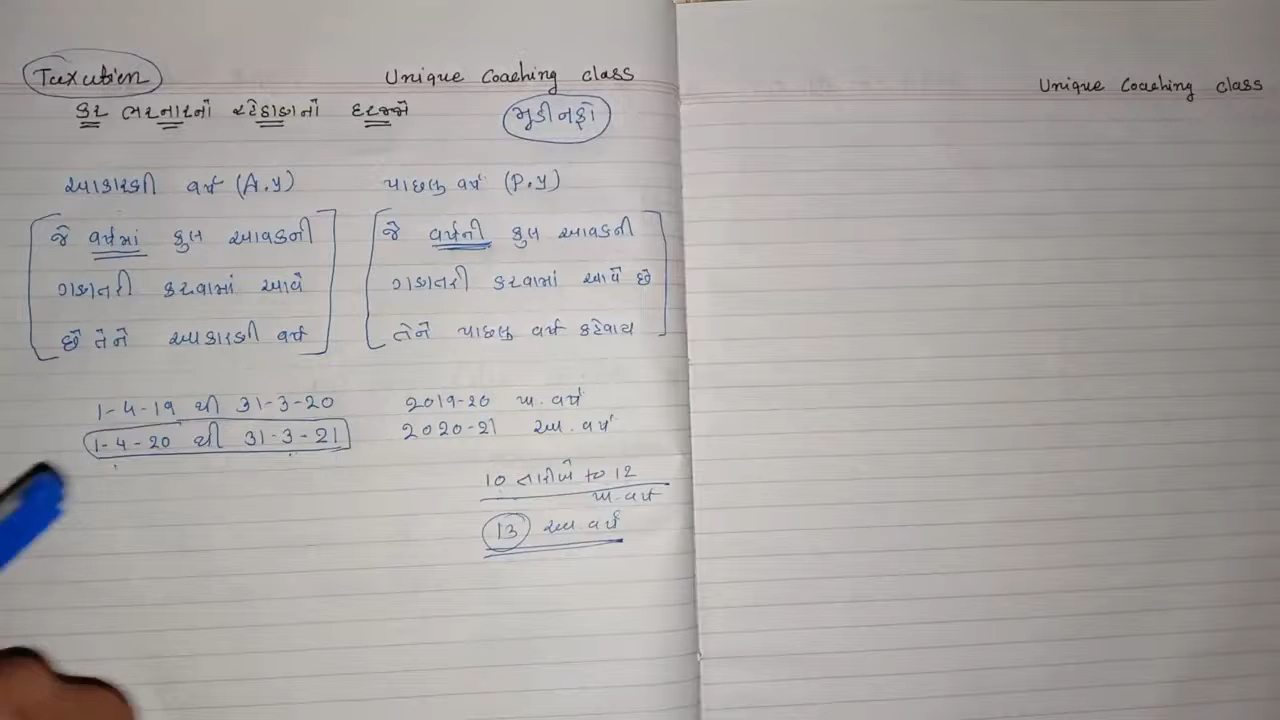 Taxation
Unique Coaching Class
કર ભરનારનો રહેઠાણનો દરજ્જો
મૂડી નફો
આકારણી વર્ષ (A.y)
જે વર્ષમાં કુલ આવકની
ગણતરી કરવામાં આવે
છે તેને આકારણી વર્ષ
પાછલુ વર્ષ (P.y)
જે વર્ષની કુલ આવકની
ગણતરી કરવામાં આવે છે
તેને પાછલુ વર્ષ કહેવાય
1-4-19 થી 31-3-20 2019-20 પા. વર્ષ
1-4-20 થી 31-3-21 2020-21 આ. વર્ષ
10 તારીખે to 12
પા. વર્ષ
13 આ. વર્ષ
Unique Coaching Class